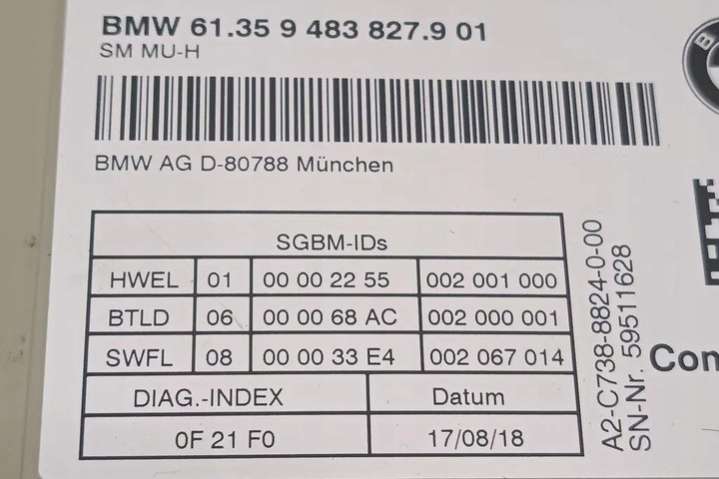 BMW 61.35 9 483 827.9 01
SM MU-H
BMW AG D-80788 München
SGBM-IDs
HWEL 01 00 00 22 55 002 001 000
BTLD 06 00 00 68 AC 002 000 001
SWFL 08 00 00 33 E4 002 067 014
DIAG.-INDEX Datum
0F 21 F0 17/08/18
A2-C738-8824-0-00
SN-Nr. 59511628
Con
B